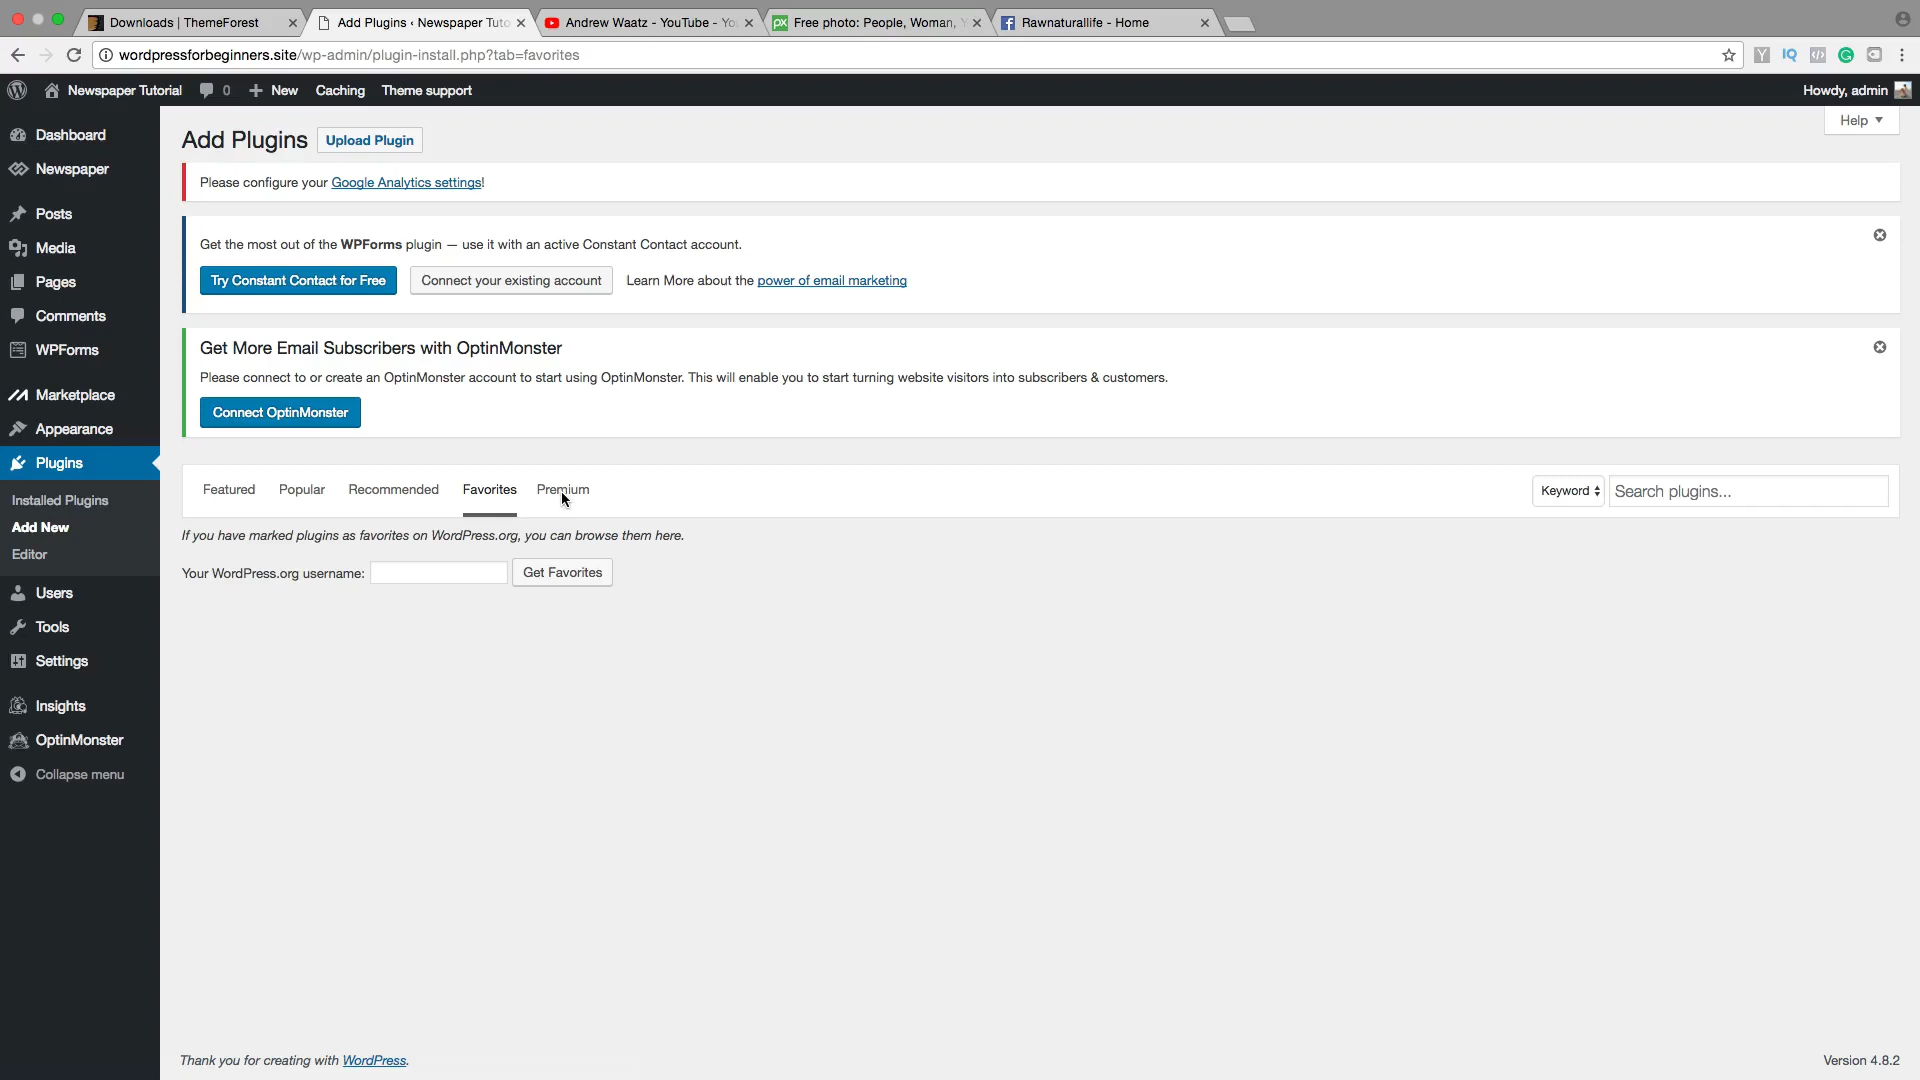 Downloads | ThemeForest
Add Plugins ‹ Newspaper Tuto
Andrew Waatz - YouTube - Yo
Free photo: People, Woman, Y
Rawnaturallife - Home
wordpressforbeginners.site/wp-admin/plugin-install.php?tab=favorites
Newspaper Tutorial 0 New Caching Theme support Howdy, admin
Help
Add Plugins Upload Plugin
Please configure your Google Analytics settings!
Get the most out of the WPForms plugin — use it with an active Constant Contact account.
Try Constant Contact for Free Connect your existing account Learn More about the power of email marketing
Get More Email Subscribers with OptinMonster
Please connect to or create an OptinMonster account to start using OptinMonster. This will enable you to start turning website visitors into subscribers & customers.
Connect OptinMonster
Featured Popular Recommended Favorites Premium Keyword Search plugins...
If you have marked plugins as favorites on WordPress.org, you can browse them here.
Your WordPress.org username: Get Favorites
Dashboard
Newspaper
Posts
Media
Pages
Comments
WPForms
Marketplace
Appearance
Plugins
Installed Plugins
Add New
Editor
Users
Tools
Settings
Insights
OptinMonster
Collapse menu
Thank you for creating with WordPress. Version 4.8.2